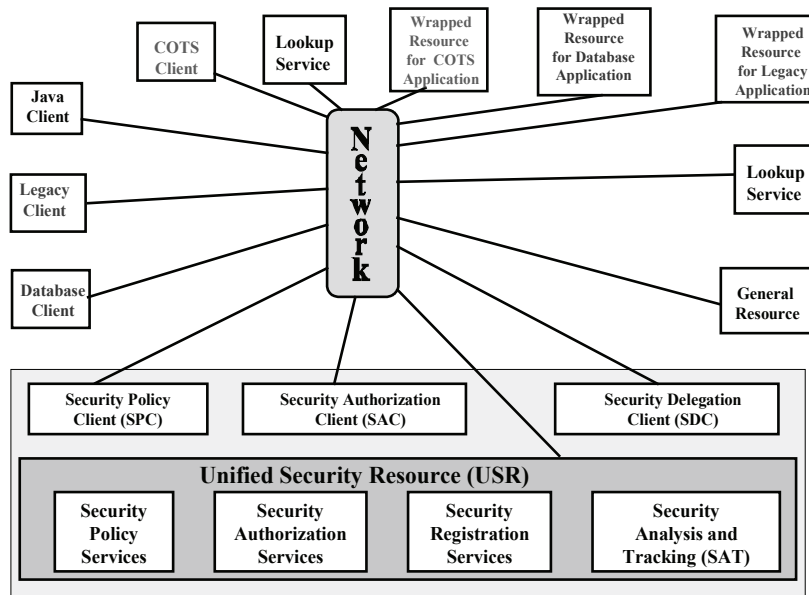 COTS
Client
Lookup
Service
Wrapped
Resource
for COTS
Application
Wrapped
Resource
for Database
Application
Wrapped
Resource
for Legacy
Application
Java
Client
Network
Legacy
Client
Lookup
Service
Database
Client
General
Resource
Security Policy
Client (SPC)
Security Authorization
Client (SAC)
Security Delegation
Client (SDC)
Unified Security Resource (USR)
Security
Policy
Services
Security
Authorization
Services
Security
Registration
Services
Security
Analysis and
Tracking (SAT)